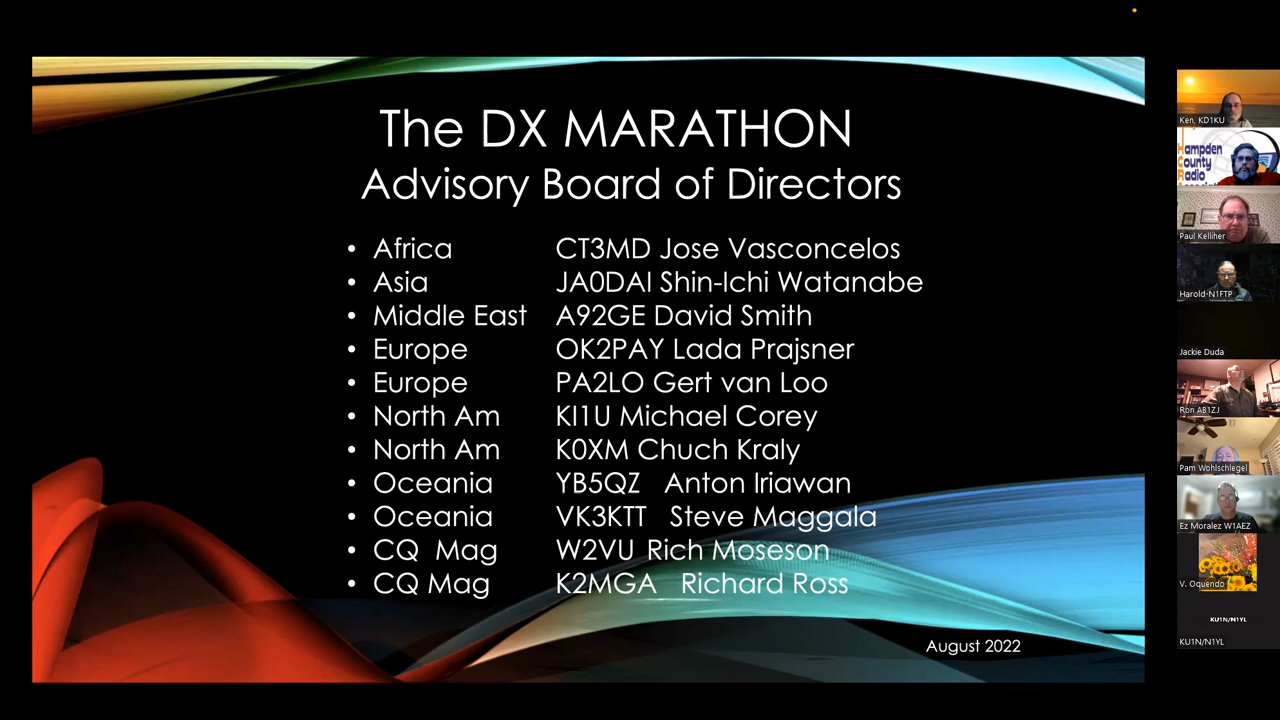 The DX MARATHON
Advisory Board of Directors
• Africa CT3MD Jose Vasconcelos
• Asia JA0DAI Shin-Ichi Watanabe
• Middle East A92GE David Smith
• Europe OK2PAY Lada Prajsner
• Europe PA2LO Gert van Loo
• North Am KI1U Michael Corey
• North Am K0XM Chuch Kraly
• Oceania YB5QZ Anton Iriawan
• Oceania VK3KTT Steve Maggala
• CQ Mag W2VU Rich Moseson
• CQ Mag K2MGA Richard Ross
August 2022
Ken, KD1KU
Hampden
County
Radio
Paul Kelliher
Harold-N1FTP
Jackie Duda
Ron AB1ZJ
Pam Wohlschlegel
Ez Moralez W1AEZ
V. Oquendo
KU1N/N1YL
KU1N/N1YL